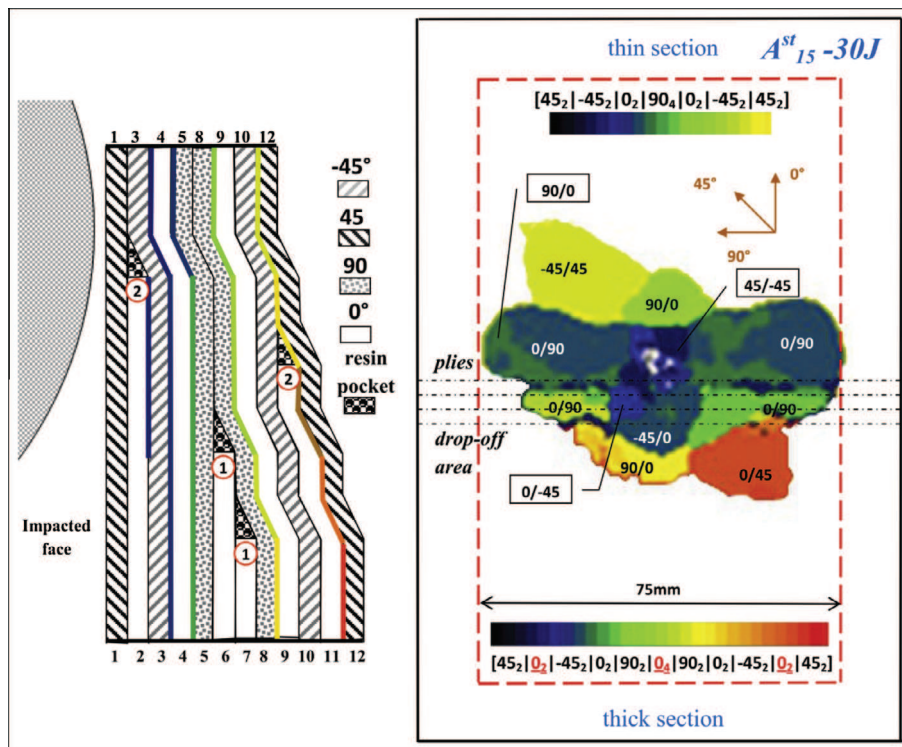 1 3 4 5 8 9 10 12
-45°
45
90
0°
resin
pocket
2
2
1
1
Impacted
face
1 2 3 4 5 6 7 8 9 10 11 12
thin section
A^st_15 -30J
[45₂|-45₂|0₂|90₄|0₂|-45₂|45₂]
90/0
45°
0°
90°
-45/45
90/0
45/-45
0/90
0/90
plies
-0/90
0/90
drop-off
area
-45/0
90/0
0/45
0/-45
75mm
[45₂|0₂|-45₂|0₂|90₂|0₄|90₂|0₂|-45₂|0₂|45₂]
thick section